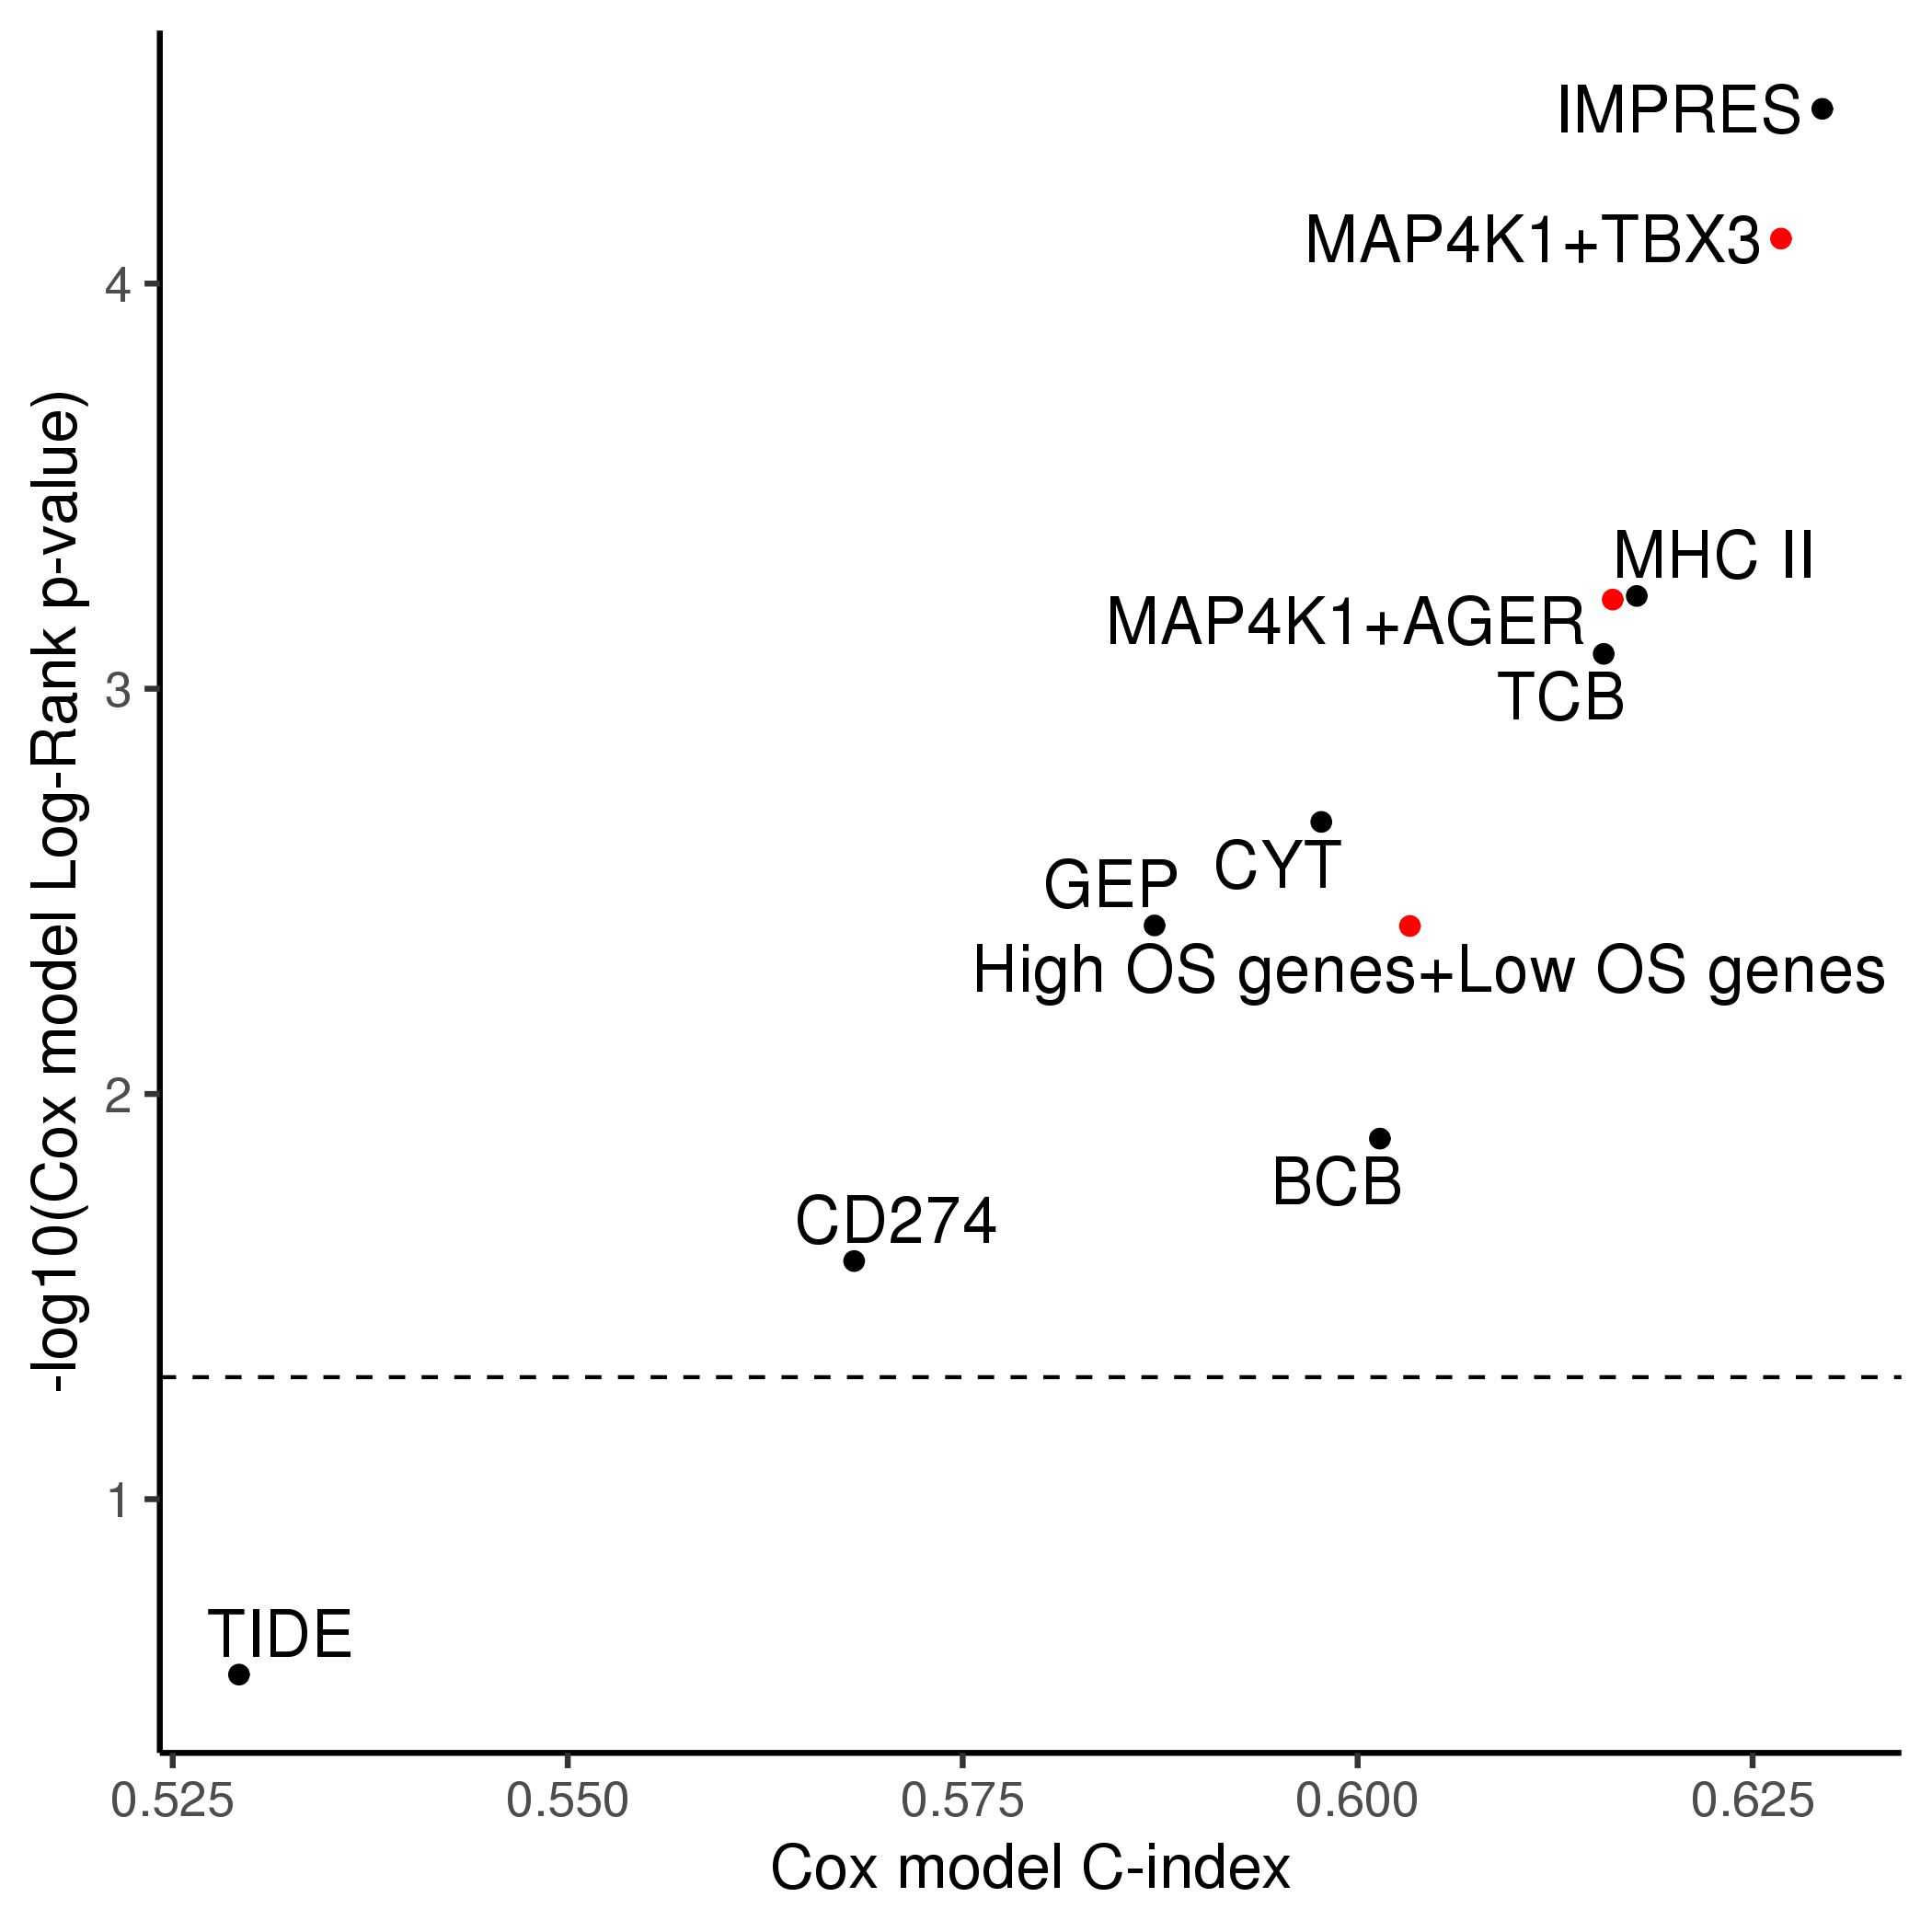 IMPRES
MAP4K1+TBX3
4
MHC II
MAP4K1+AGER
3
TCB
CYT
GEP
High OS genes+Low OS genes
2
BCB
CD274
1
TIDE
0.525 0.550 0.575 0.600 0.625
Cox model C-index
-log10(Cox model Log-Rank p-value)